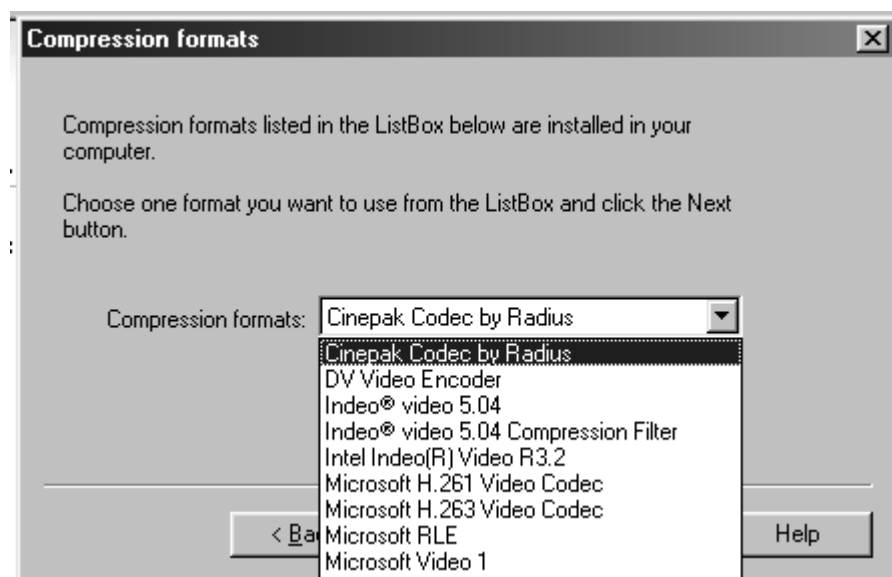 Compression formats
Compression formats listed in the ListBox below are installed in your
computer.
Choose one format you want to use from the ListBox and click the Next
button.
Compression formats: Cinepak Codec by Radius
Cinepak Codec by Radius
DV Video Encoder
Indeo® video 5.04
Indeo® video 5.04 Compression Filter
Intel Indeo(R) Video R3.2
Microsoft H.261 Video Codec
Microsoft H.263 Video Codec
< Ba Microsoft RLE Help
Microsoft Video 1